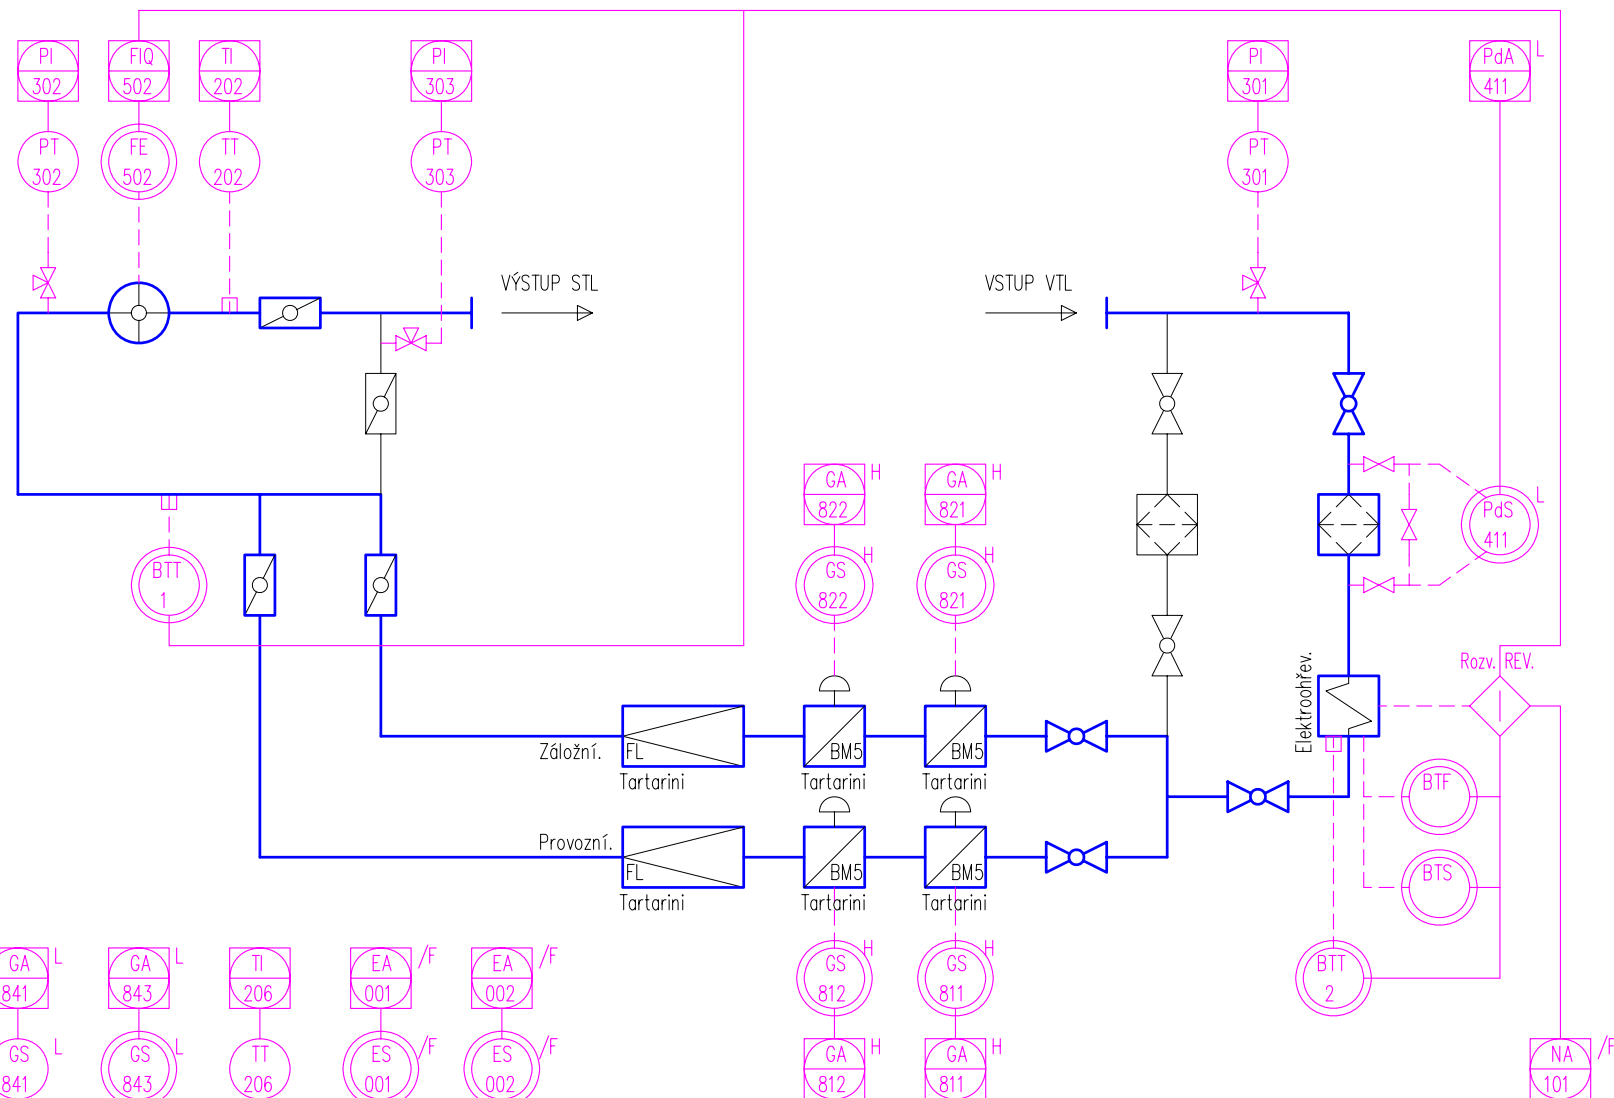 PI
302
FIQ
502
TI
202
PI
303
PI
301
PdA L
411
PT
302
FE
502
TT
202
PT
303
PT
301
VÝSTUP STL
VSTUP VTL
GA H
822
GA H
821
PdS L
411
GS H
822
GS H
821
BTT
1
Rozv. REV.
Elektroohřev.
Záložní.
FL
BM5
BM5
Tartarini
Tartarini
Tartarini
BTF
Provozní.
FL
BM5
BM5
Tartarini
Tartarini
Tartarini
BTS
GA L
841
GA L
843
TI
206
EA /F
001
EA /F
002
GS H
812
GS H
811
BTT
2
GS L
841
GS L
843
TT
206
ES /F
001
ES /F
002
GA H
812
GA H
811
NA /F
101